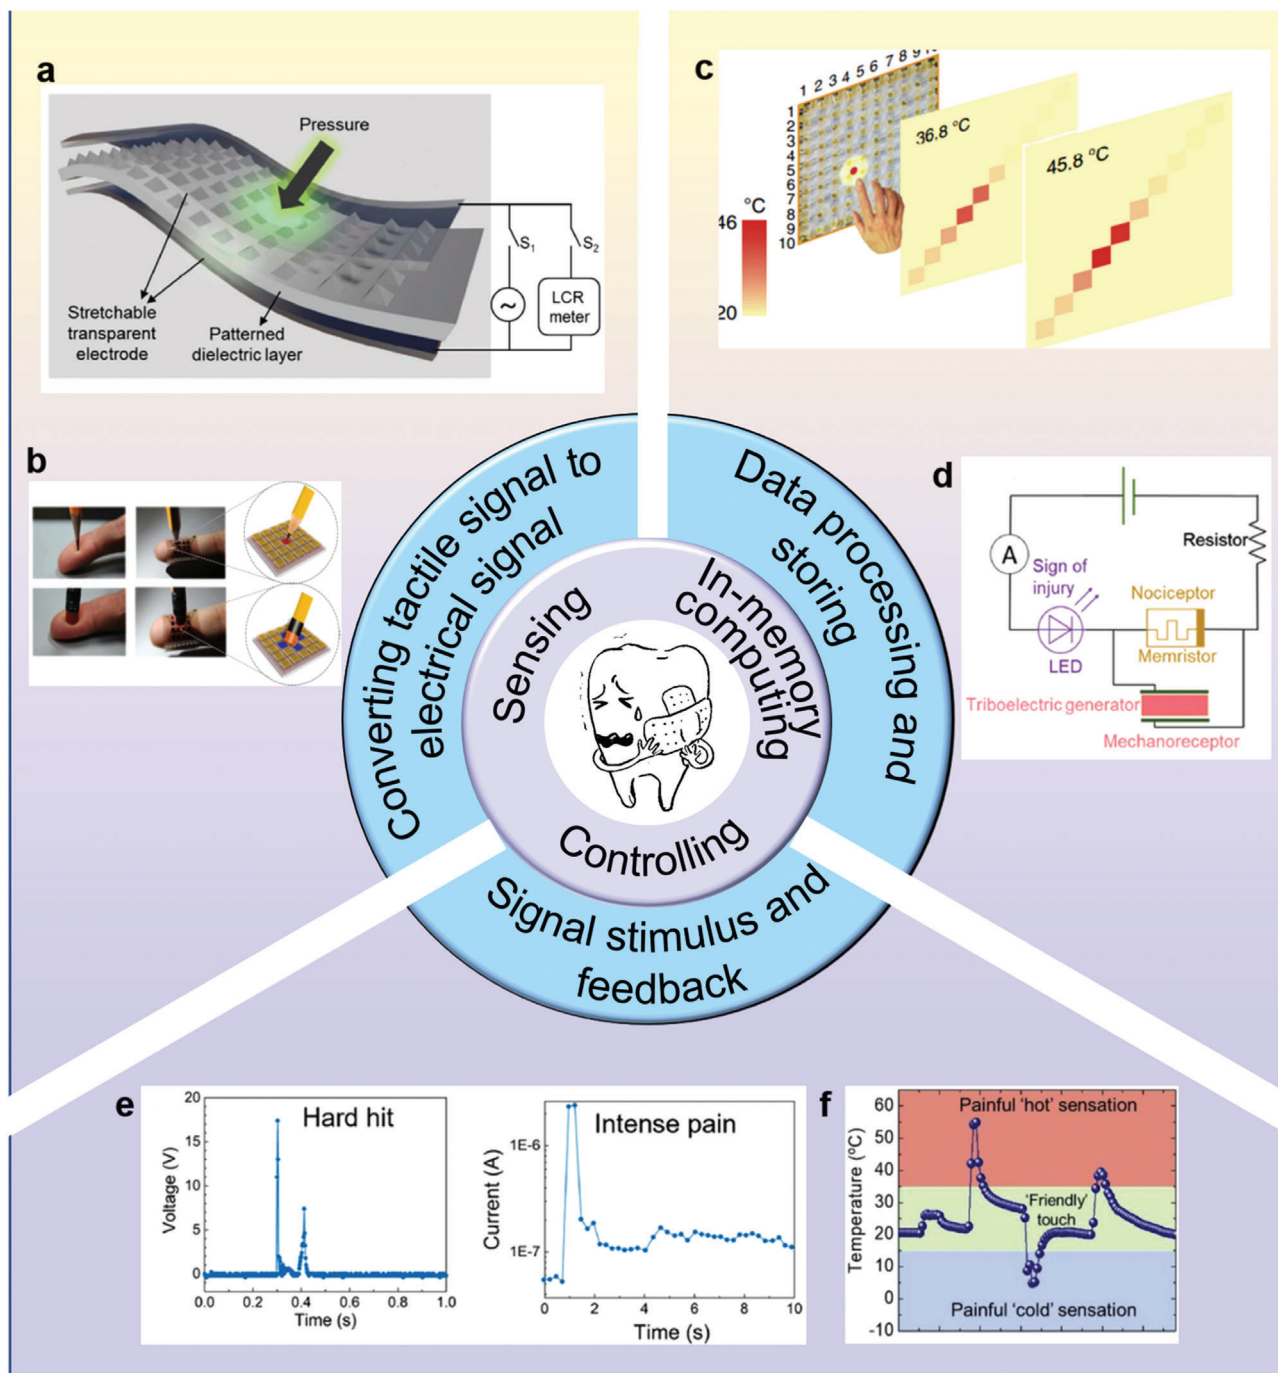 a
Pressure
S1
S2
LCR
meter
Stretchable
transparent
electrode
Patterned
dielectric layer
b
c
1 2 3 4 5 6 7 8 9
1
2
3
4
5
6
7
8
9
10
°C
46
20
36.8 °C
45.8 °C
d
A
Resistor
Sign of
injury
LED
Nociceptor
Memristor
Triboelectric generator
Mechanoreceptor
Converting tactile signal to
electrical signal
Data processing and
storing
Signal stimulus and
feedback
Sensing
In-memory
computing
Controlling
e
Hard hit
Voltage (V)
20
15
10
5
0
0.0 0.2 0.4 0.6 0.8 1.0
Time (s)
Intense pain
Current (A)
1E-6
1E-7
0 2 4 6 8 10
Time (s)
f
Temperature (°C)
60
50
40
30
20
10
0
-10
Painful 'hot' sensation
'Friendly'
touch
Painful 'cold' sensation